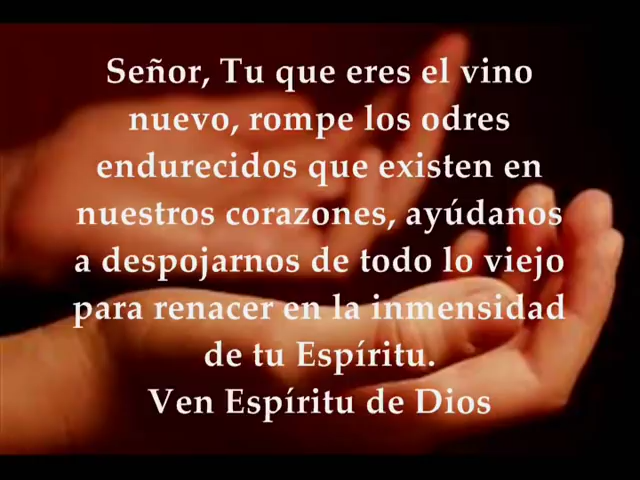 Señor, Tu que eres el vino
nuevo, rompe los odres
endurecidos que existen en
nuestros corazones, ayúdanos
a despojarnos de todo lo viejo
para renacer en la inmensidad
de tu Espíritu.
Ven Espíritu de Dios